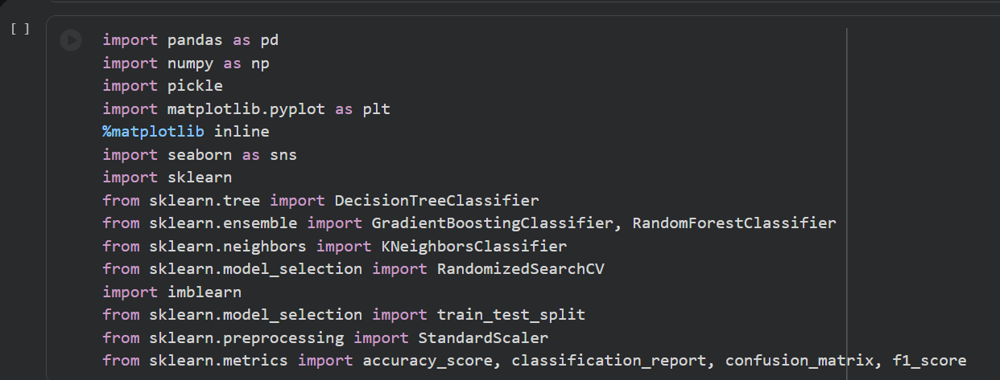 [ ]
import pandas as pd
import numpy as np
import pickle
import matplotlib.pyplot as plt
%matplotlib inline
import seaborn as sns
import sklearn
from sklearn.tree import DecisionTreeClassifier
from sklearn.ensemble import GradientBoostingClassifier, RandomForestClassifier
from sklearn.neighbors import KNeighborsClassifier
from sklearn.model_selection import RandomizedSearchCV
import imblearn
from sklearn.model_selection import train_test_split
from sklearn.preprocessing import StandardScaler
from sklearn.metrics import accuracy_score, classification_report, confusion_matrix, f1_score